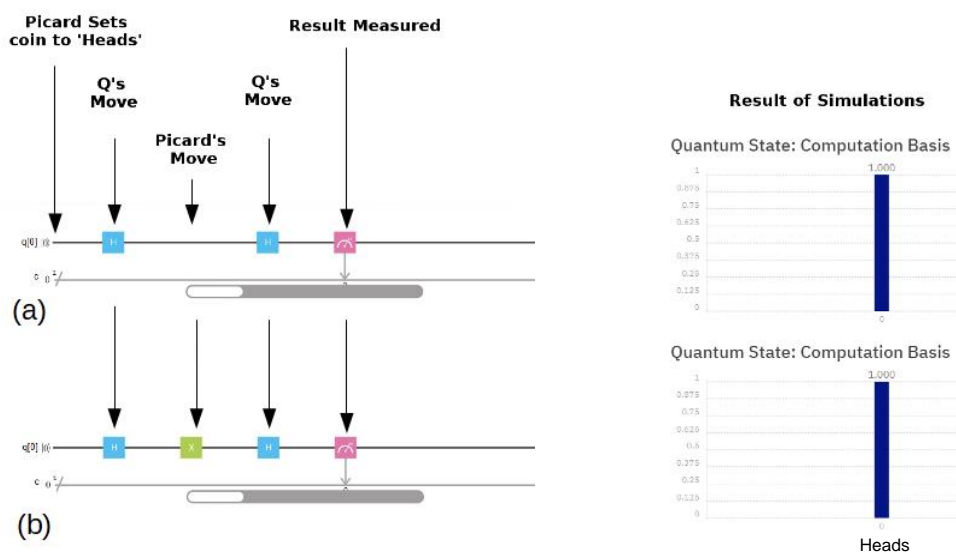 Picard Sets
coin to 'Heads'
Q's
Move
Picard's
Move
Q's
Move
Result Measured
q[0] |0⟩
H
H
c 0
1
(a)
q[0] |0⟩
H
X
H
c 0
1
(b)
Result of Simulations
Quantum State: Computation Basis
1.000
1
0.875
0.75
0.625
0.5
0.375
0.25
0.125
0
0
Quantum State: Computation Basis
1.000
1
0.875
0.75
0.625
0.5
0.375
0.25
0.125
0
0
Heads